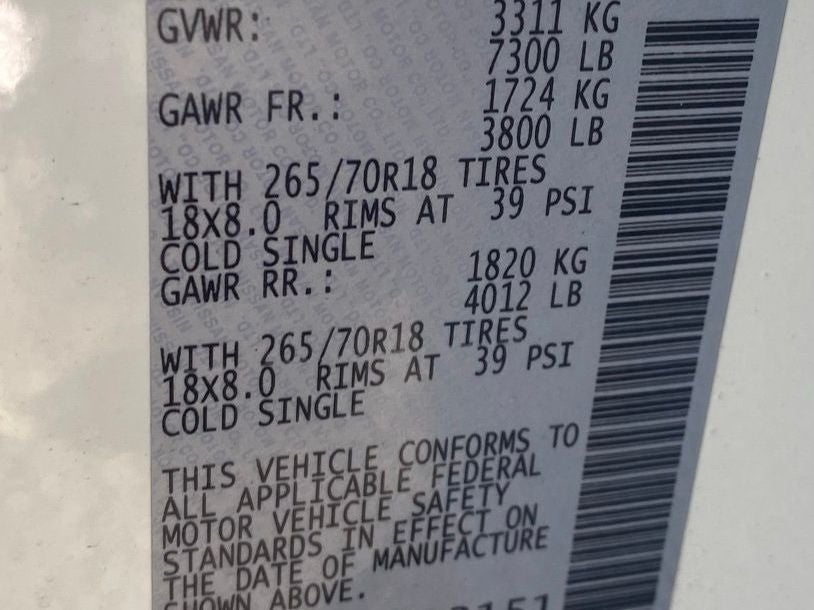 GVWR: 3311 KG
7300 LB
GAWR FR.: 1724 KG
3800 LB
WITH 265/70R18 TIRES
18X8.0 RIMS AT 39 PSI
COLD SINGLE
GAWR RR.: 1820 KG
4012 LB
WITH 265/70R18 TIRES
18X8.0 RIMS AT 39 PSI
COLD SINGLE
THIS VEHICLE CONFORMS TO
ALL APPLICABLE FEDERAL
MOTOR VEHICLE SAFETY
STANDARDS IN EFFECT ON
THE DATE OF MANUFACTURE
SHOWN ABOVE.